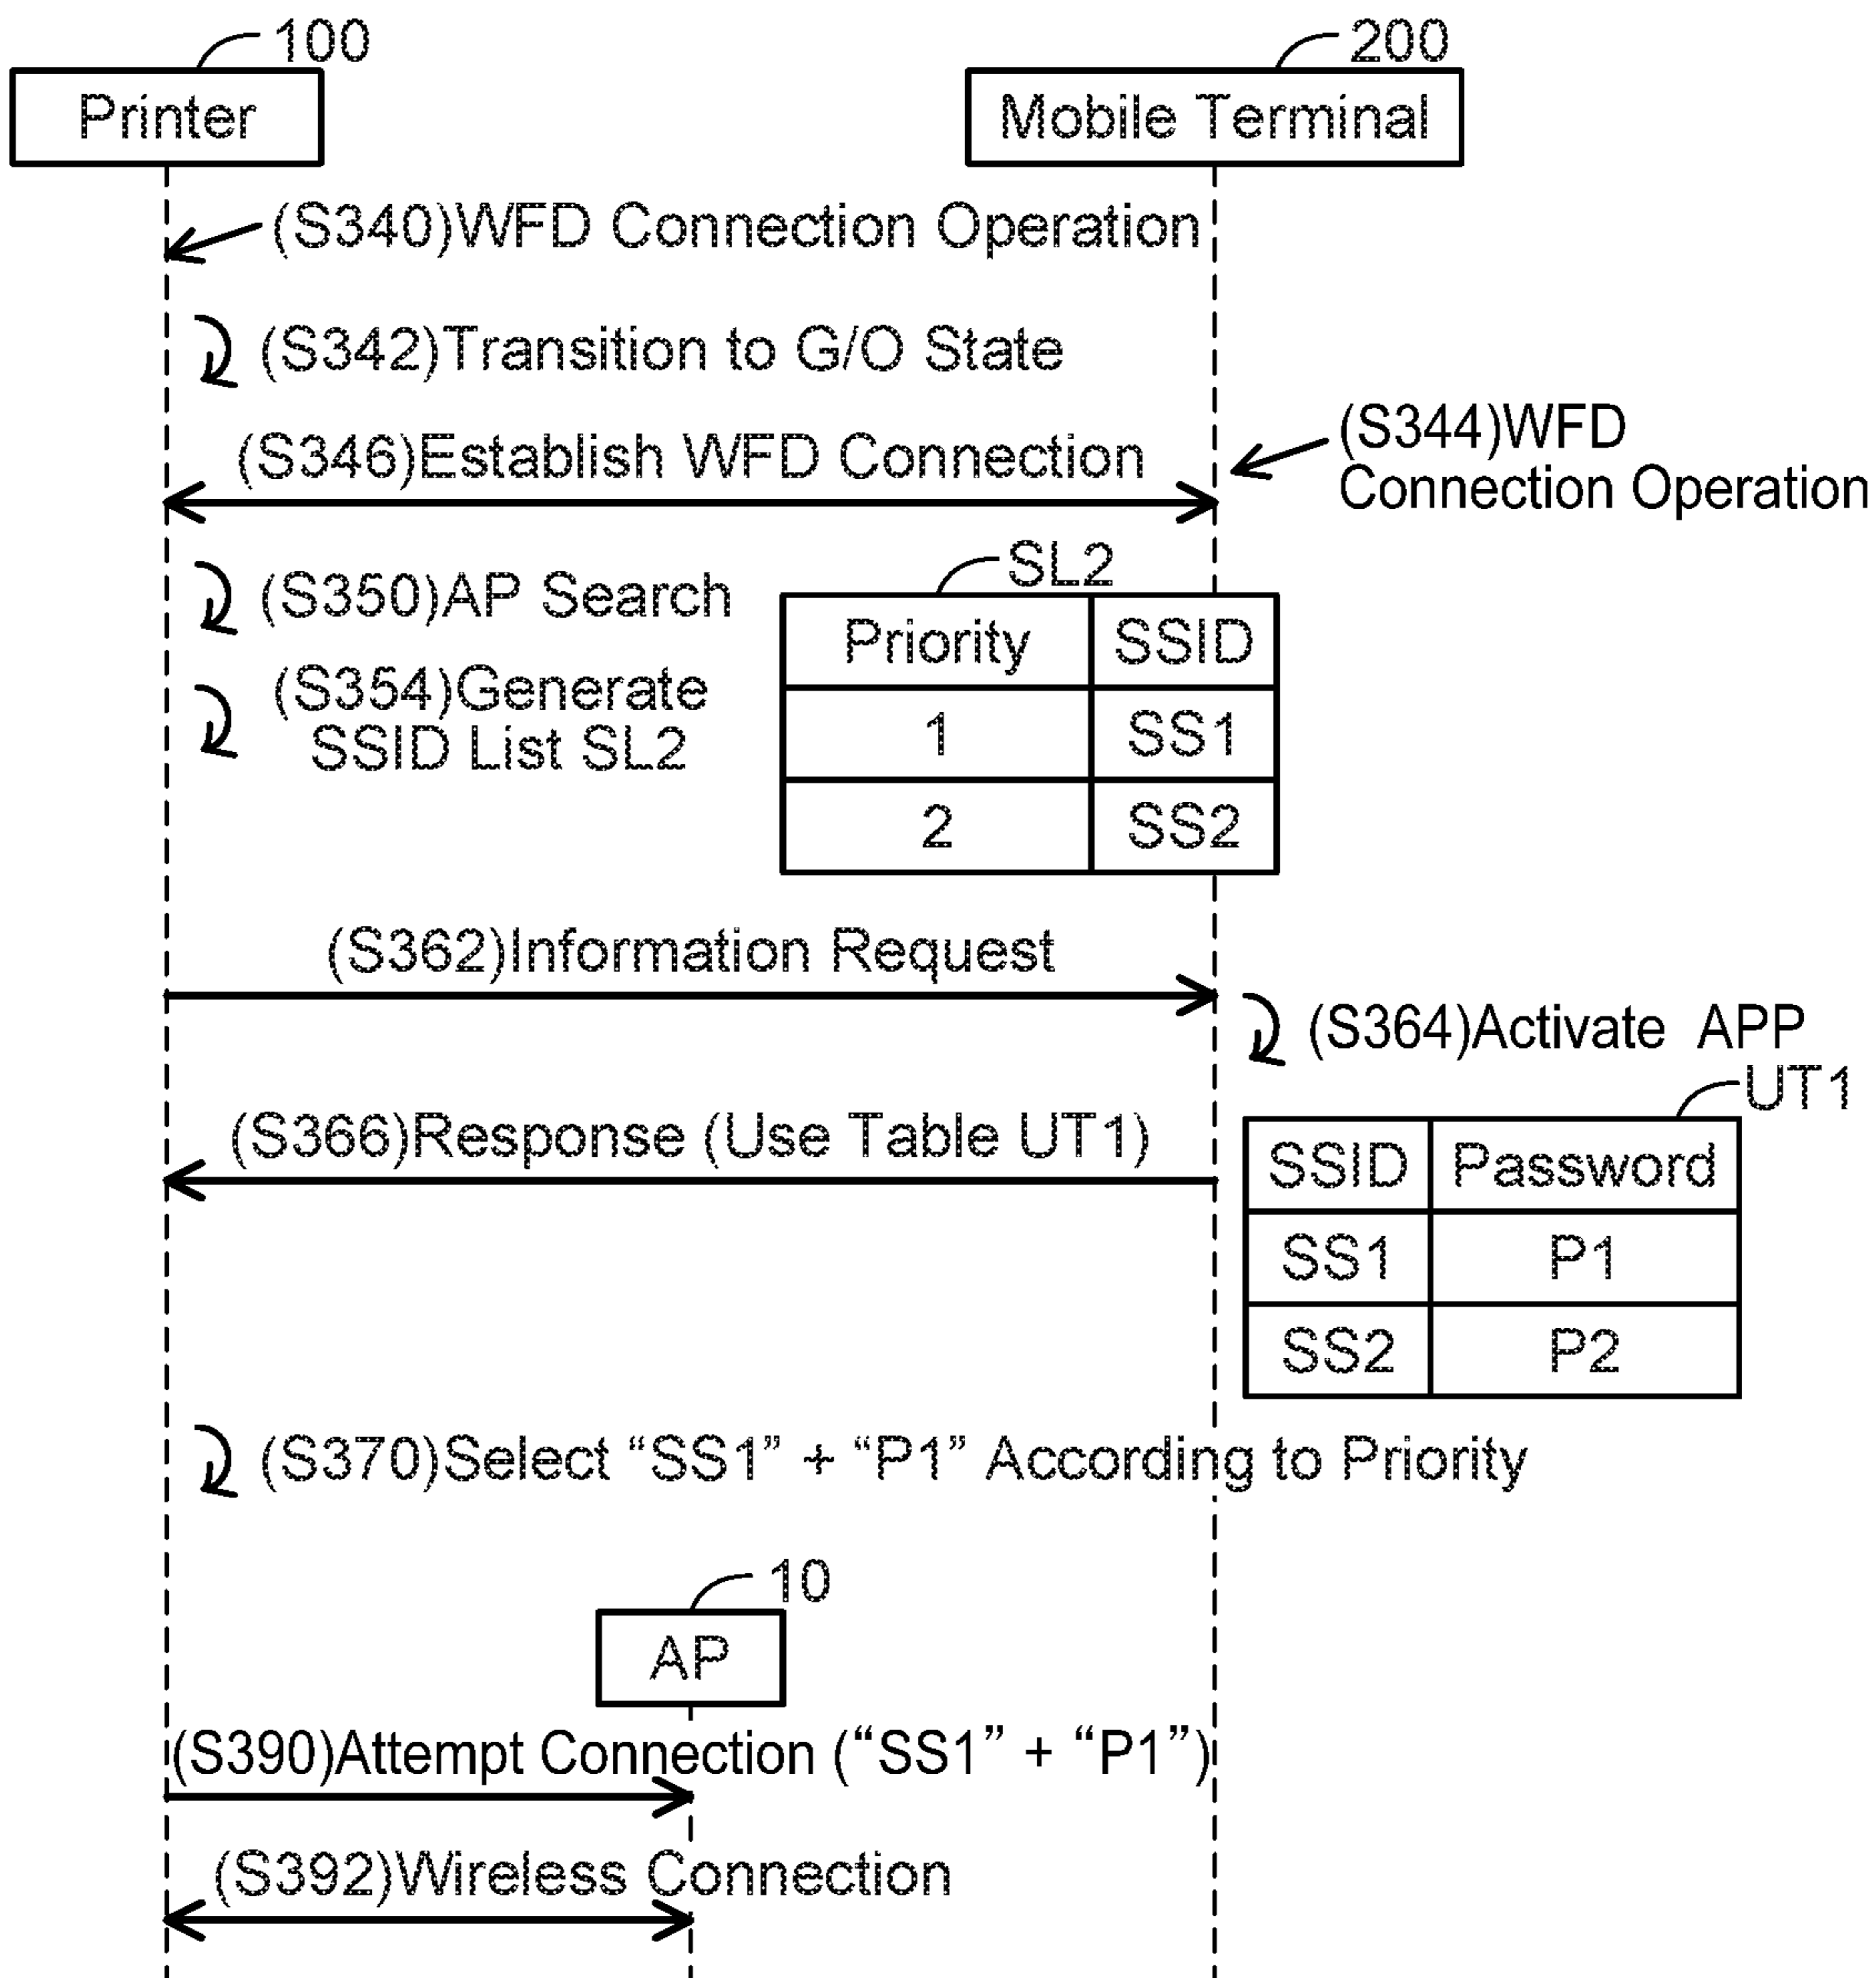 100
200
Printer
Mobile Terminal
(S340)WFD Connection Operation
(S342)Transition to G/O State
(S344)WFD
Connection Operation
(S346)Establish WFD Connection
(S350)AP Search
SL2
Priority SSID
1 SS1
2 SS2
(S354)Generate
SSID List SL2
(S362)Information Request
(S364)Activate APP
UT1
(S366)Response (Use Table UT1)
SSID Password
SS1 P1
SS2 P2
(S370)Select “SS1” + “P1” According to Priority
10
AP
(S390)Attempt Connection (“SS1” + “P1”)
(S392)Wireless Connection